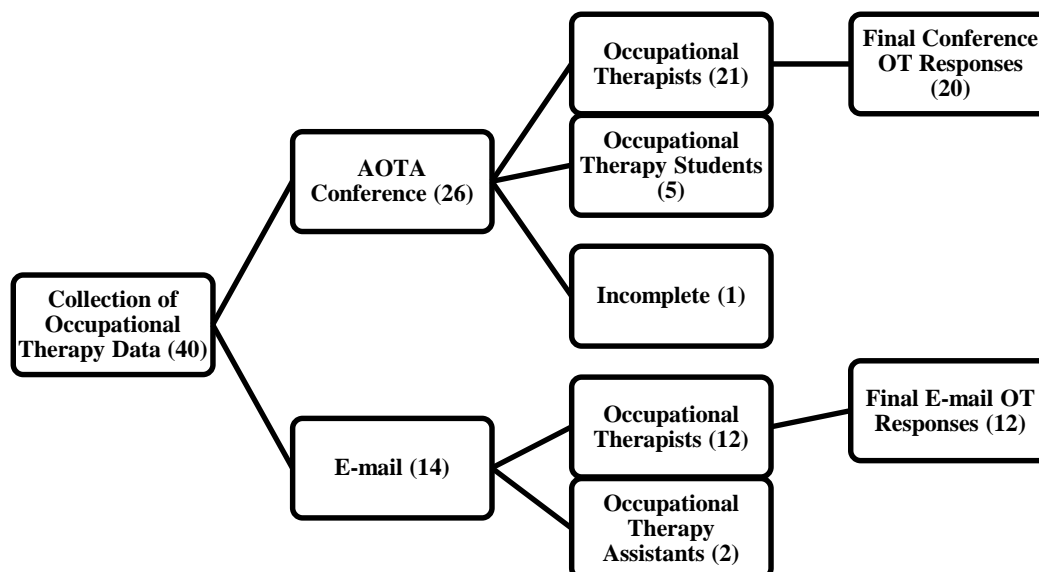 Collection of
Occupational
Therapy Data (40)
AOTA
Conference (26)
Occupational
Therapists (21)
Final Conference
OT Responses
(20)
Occupational
Therapy Students
(5)
Incomplete (1)
E-mail (14)
Occupational
Therapists (12)
Final E-mail OT
Responses (12)
Occupational
Therapy
Assistants (2)